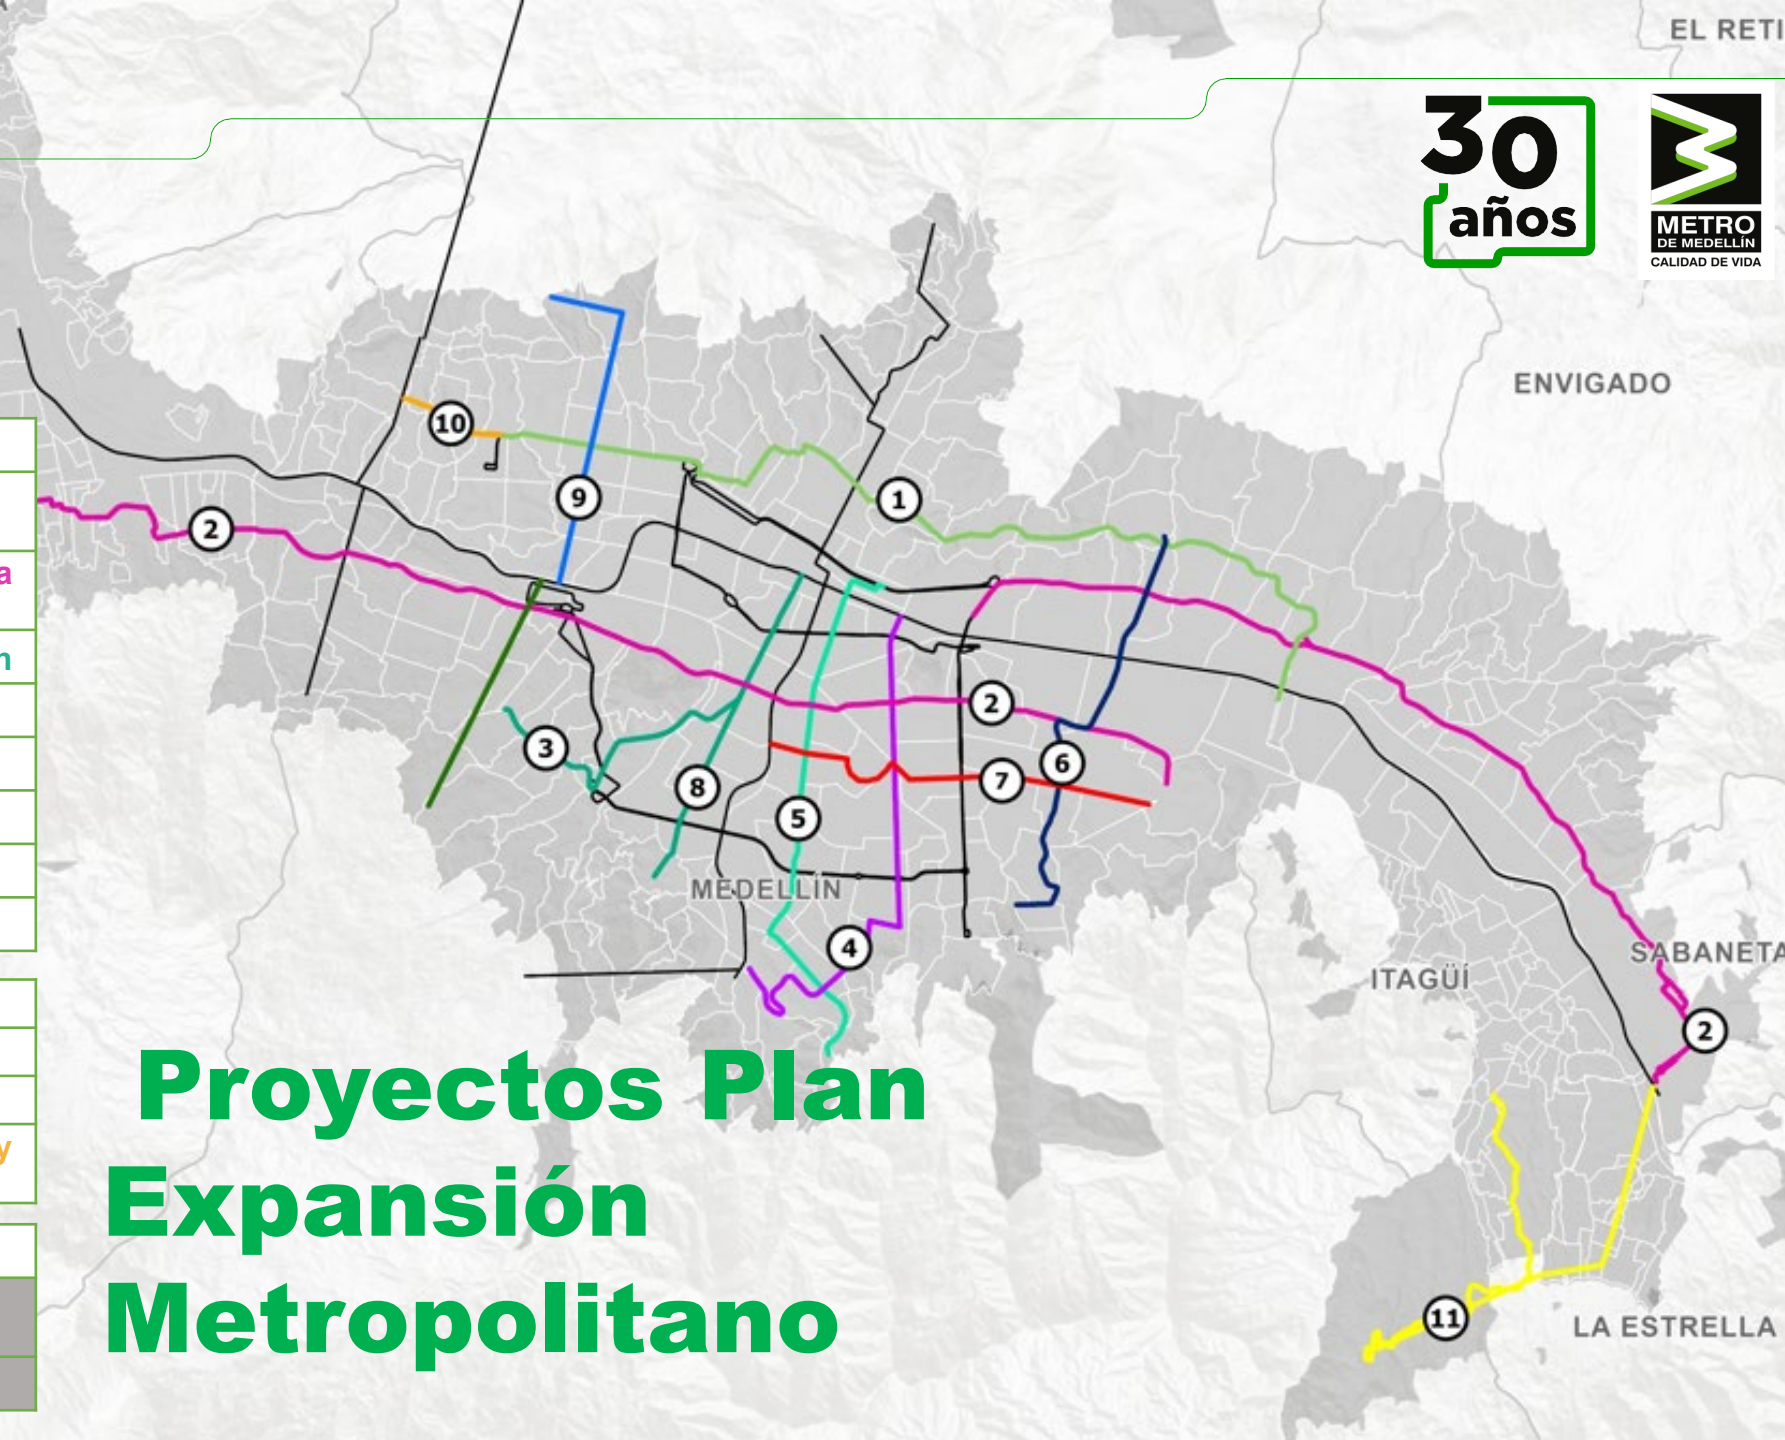 EL RETI
30
años
METRO
DE MEDELLÍN
CALIDAD DE VIDA
ENVIGADO
10
9
1
2
a
n
2
3
6
7
8
5
MEDELLÍN
4
SABANETA
ITAGÜÍ
2
Proyectos Plan
Expansión
Metropolitano
y
11
LA ESTRELLA